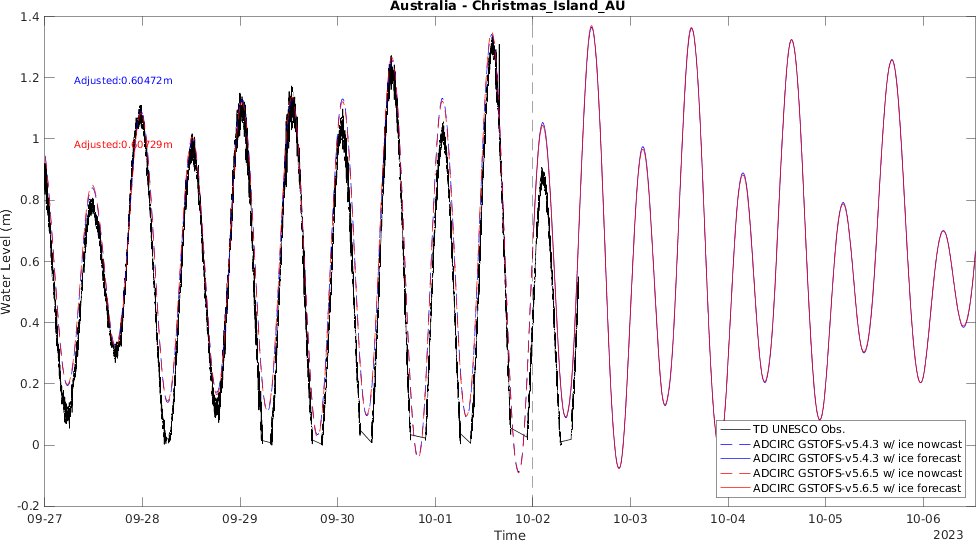 Australia - Christmas_Island_AU
1.4
1.2
1
0.8
0.6
0.4
0.2
0
-0.2
Water Level (m)
Adjusted:0.60472m
Adjusted:0.60729m
TD UNESCO Obs.
ADCIRC GSTOFS-v5.4.3 w/ ice nowcast
ADCIRC GSTOFS-v5.4.3 w/ ice forecast
ADCIRC GSTOFS-v5.6.5 w/ ice nowcast
ADCIRC GSTOFS-v5.6.5 w/ ice forecast
09-27 09-28 09-29 09-30 10-01 10-02 10-03 10-04 10-05 10-06
Time
2023